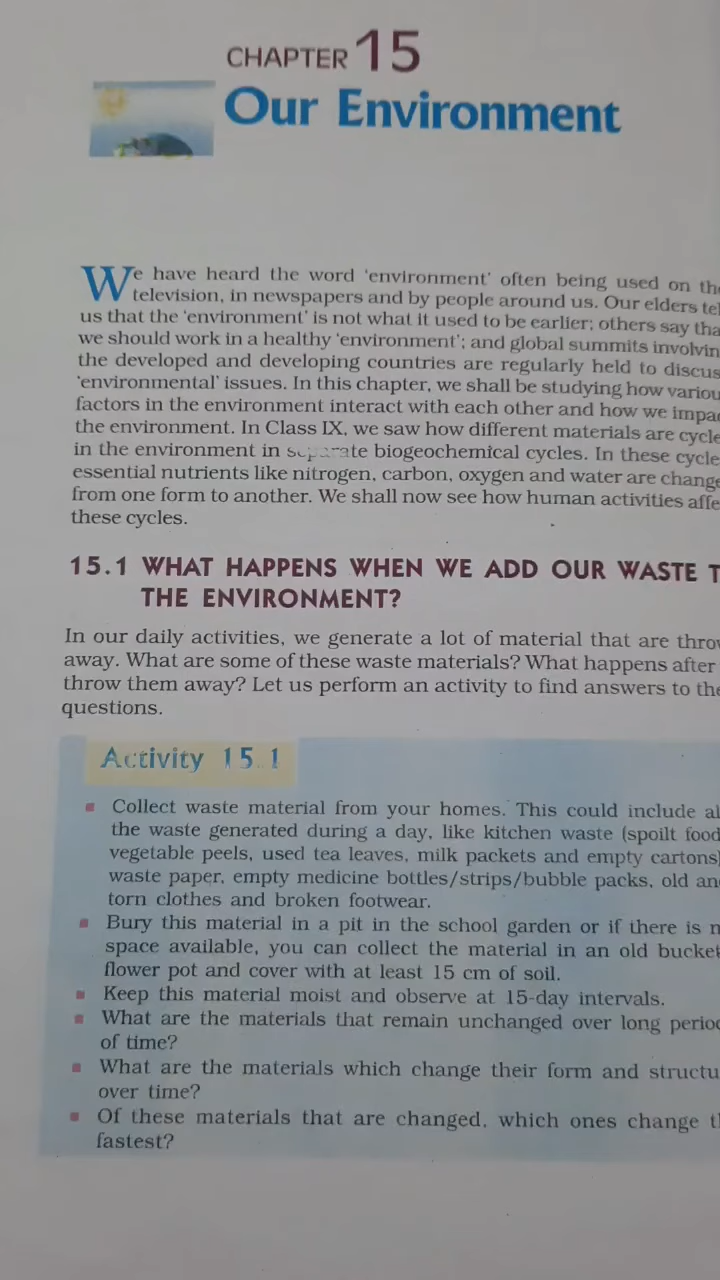 CHAPTER 15
Our Environment
We have heard the word 'environment' often being used on the
television, in newspapers and by people around us. Our elders tel
us that the 'environment' is not what it used to be earlier; others say tha
we should work in a healthy 'environment'; and global summits involvin
the developed and developing countries are regularly held to discus
'environmental' issues. In this chapter, we shall be studying how variou
factors in the environment interact with each other and how we impac
the environment. In Class IX, we saw how different materials are cycle
in the environment in separate biogeochemical cycles. In these cycle
essential nutrients like nitrogen, carbon, oxygen and water are change
from one form to another. We shall now see how human activities affe
these cycles.
15.1 WHAT HAPPENS WHEN WE ADD OUR WASTE T
THE ENVIRONMENT?
In our daily activities, we generate a lot of material that are throw
away. What are some of these waste materials? What happens after
throw them away? Let us perform an activity to find answers to the
questions.
Activity 15.1
Collect waste material from your homes. This could include al
the waste generated during a day, like kitchen waste (spoilt food
vegetable peels, used tea leaves, milk packets and empty cartons)
waste paper, empty medicine bottles/strips/bubble packs, old an
torn clothes and broken footwear.
Bury this material in a pit in the school garden or if there is n
space available, you can collect the material in an old bucket
flower pot and cover with at least 15 cm of soil.
Keep this material moist and observe at 15-day intervals.
What are the materials that remain unchanged over long period
of time?
What are the materials which change their form and structu
over time?
Of these materials that are changed, which ones change th
fastest?